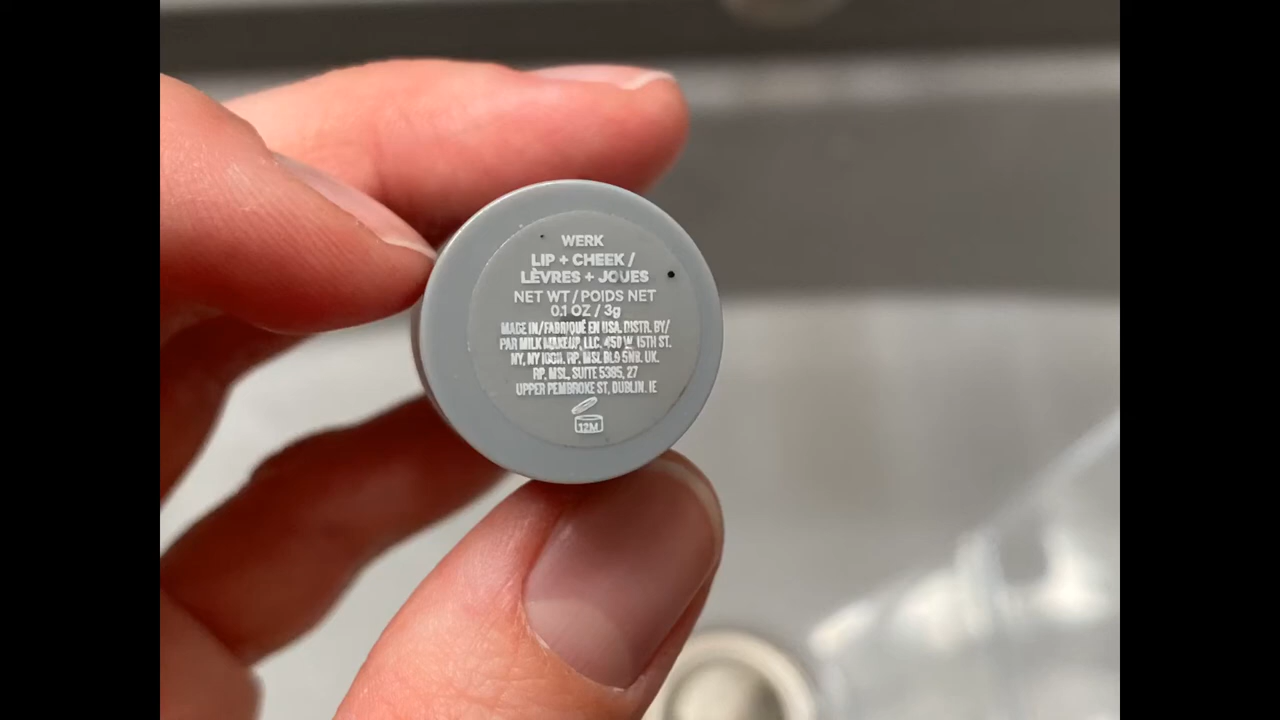 WERK
LIP + CHEEK /
LÈVRES + JOUES
NET WT / POIDS NET
0.1 OZ / 3g
MADE IN/FABRIQUÉ EN USA. DISTR. BY/
PAR MILK MAKEUP, LLC, 450 W. 15TH ST.
NY, NY 10011. RP. MSL BL9 5NB. UK.
RP. MSL, SUITE 5385, 27
UPPER PEMBROKE ST, DUBLIN. IE
12M